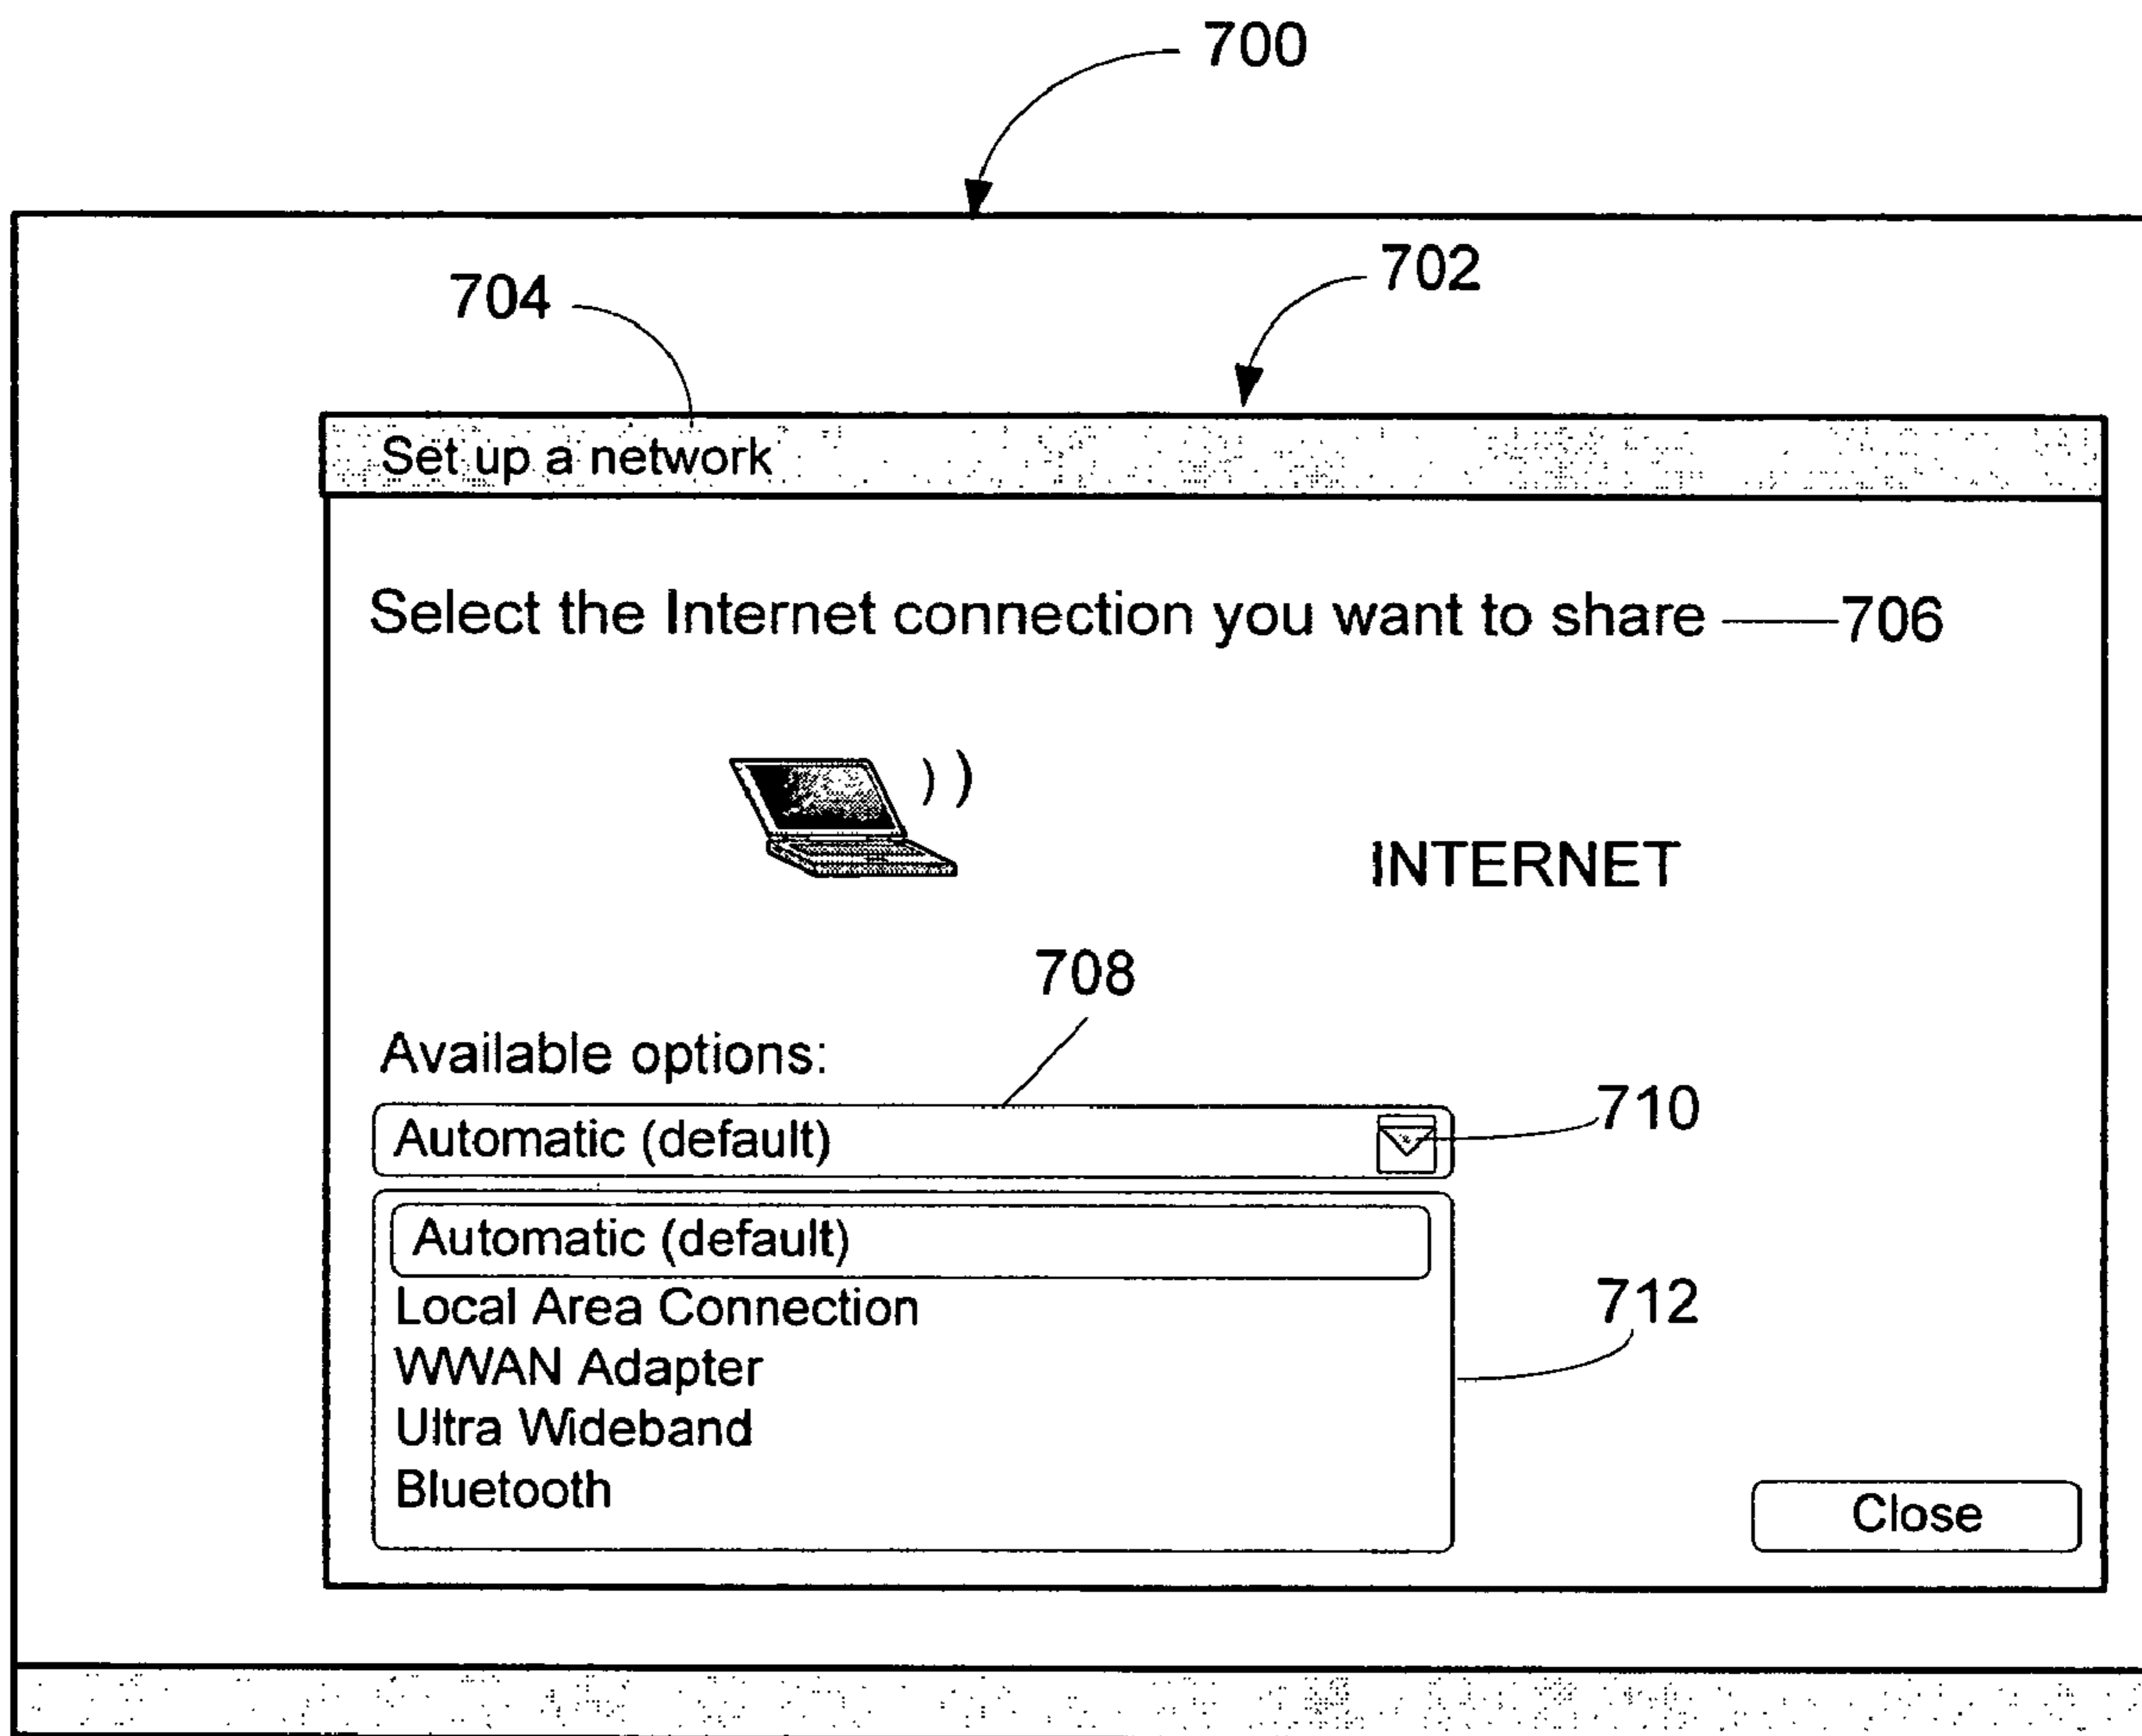 700
702
704
Set up a network
Select the Internet connection you want to share 706
INTERNET
708
Available options:
710
Automatic (default)
Automatic (default)
712
Local Area Connection
WWAN Adapter
Ultra Wideband
Bluetooth
Close